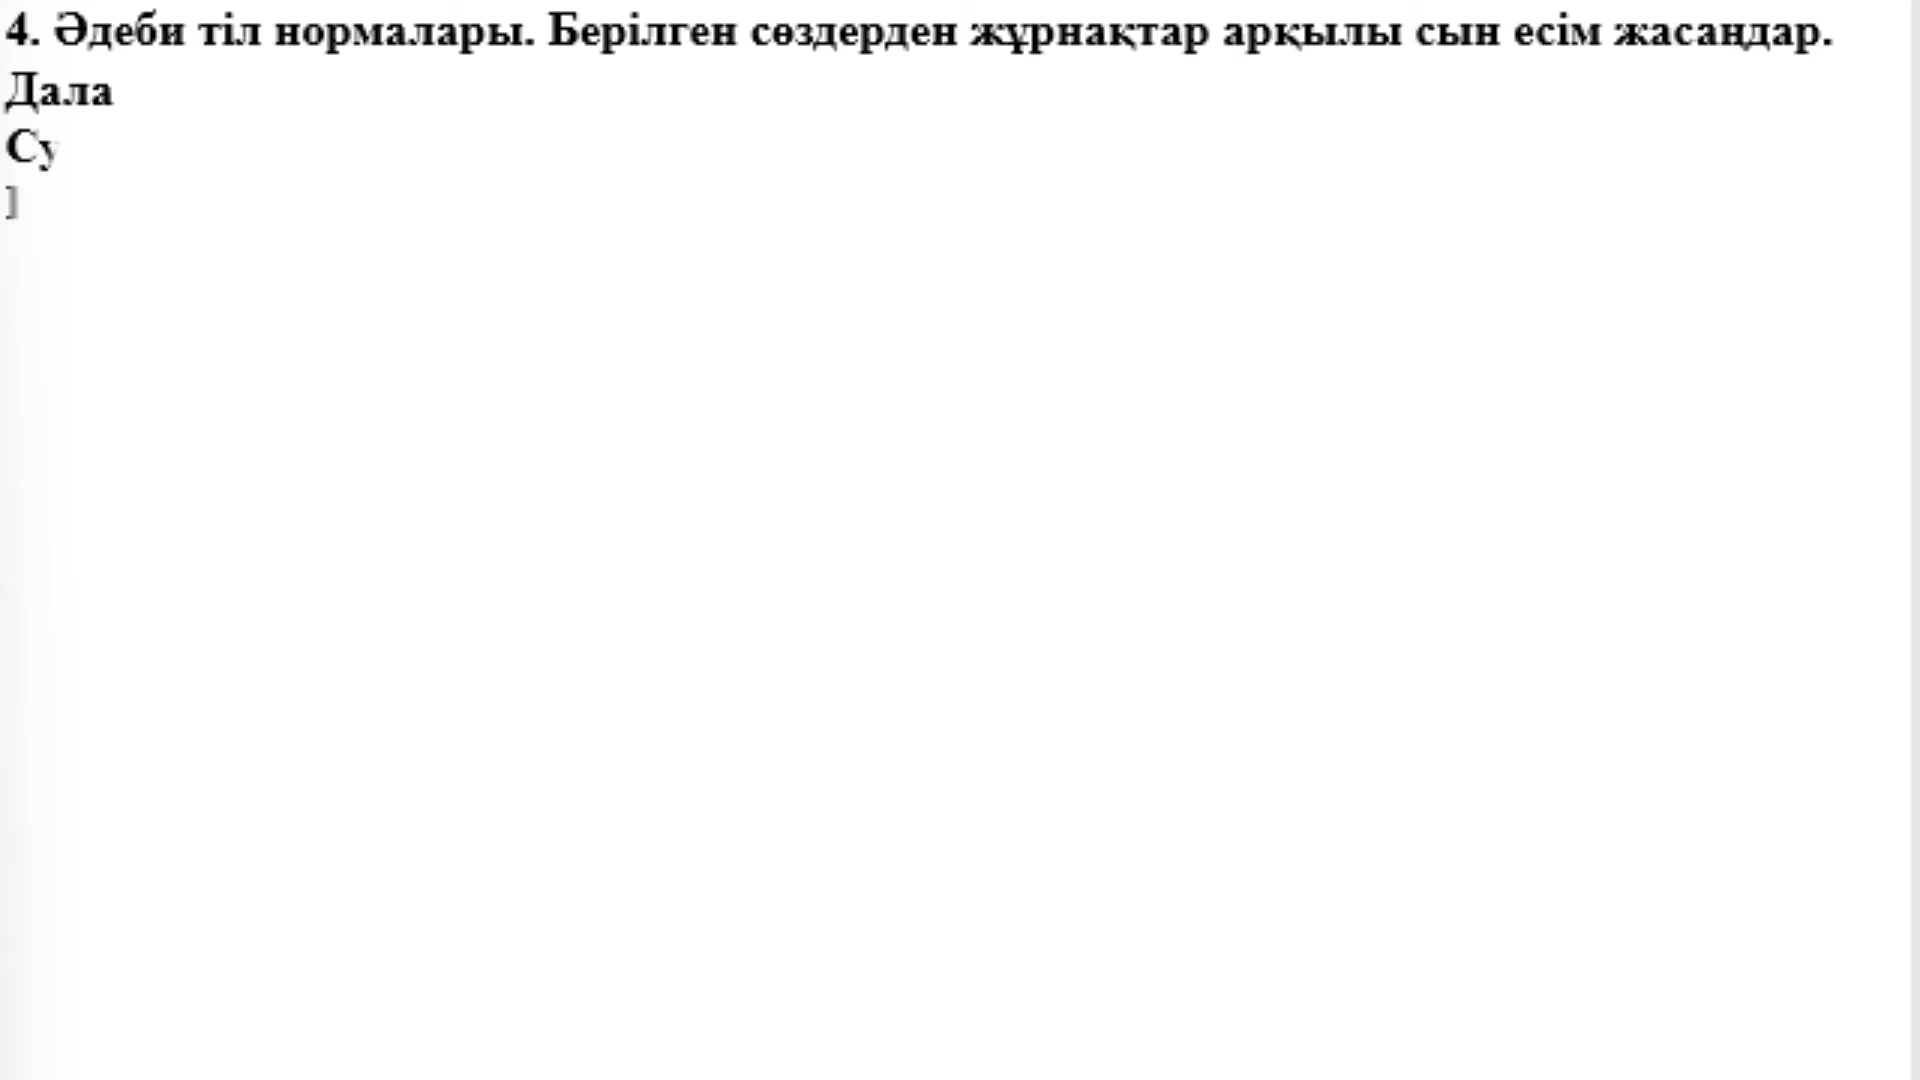 4. Әдеби тіл нормалары. Берілген сөздерден жұрнақтар арқылы сын есім жасаңдар.
Дала
Су